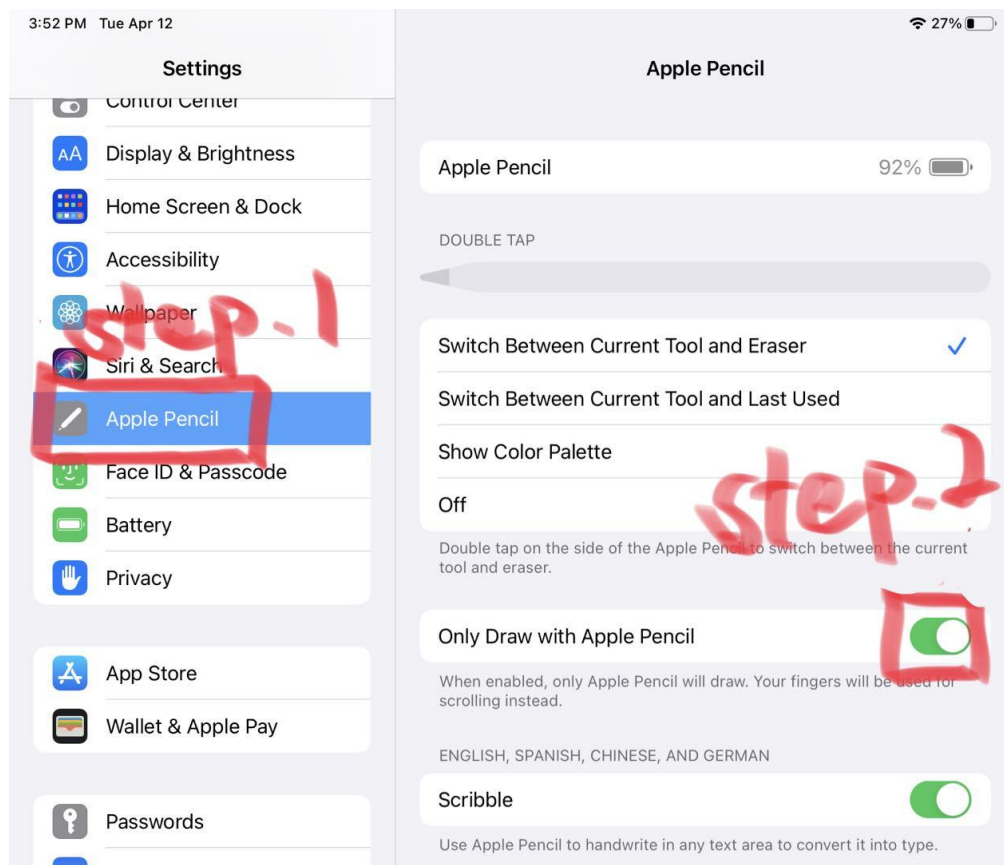 3:52 PM Tue Apr 12
27%
Settings
Control Center
Display & Brightness
Home Screen & Dock
Accessibility
Wallpaper
step.1
Siri & Search
Apple Pencil
Face ID & Passcode
Battery
Privacy
App Store
Wallet & Apple Pay
Passwords
Apple Pencil
Apple Pencil 92%
DOUBLE TAP
Switch Between Current Tool and Eraser
Switch Between Current Tool and Last Used
Show Color Palette
step.2
Off
Double tap on the side of the Apple Pencil to switch between the current
tool and eraser.
Only Draw with Apple Pencil
When enabled, only Apple Pencil will draw. Your fingers will be used for
scrolling instead.
ENGLISH, SPANISH, CHINESE, AND GERMAN
Scribble
Use Apple Pencil to handwrite in any text area to convert it into type.